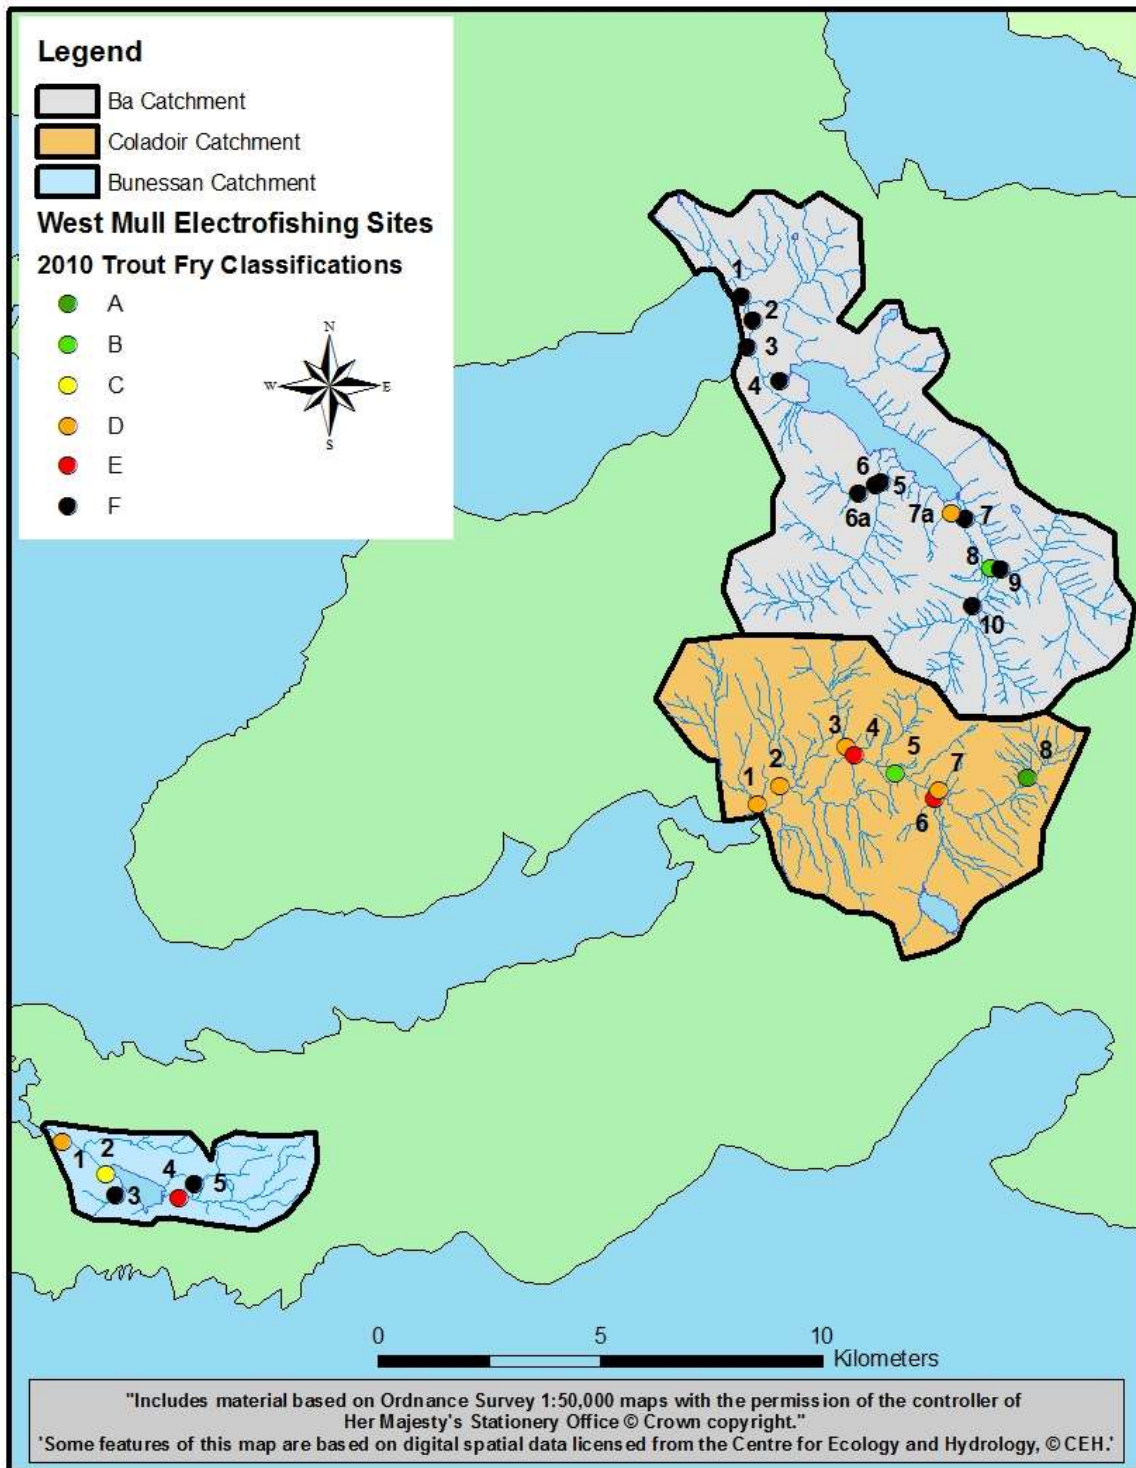 Legend
Ba Catchment
Coladoir Catchment
Bunessan Catchment
West Mull Electrofishing Sites
2010 Trout Fry Classifications
A
B
C
D
E
F
N
W E
S
1
2
3
4
6
5
6a
7a 7
8
9
10
3 4
5
8
2
7
1
6
1
2
4
5
3
0 5 10
Kilometers
"Includes material based on Ordnance Survey 1:50,000 maps with the permission of the controller of
Her Majesty's Stationery Office © Crown copyright."
'Some features of this map are based on digital spatial data licensed from the Centre for Ecology and Hydrology, © CEH.'